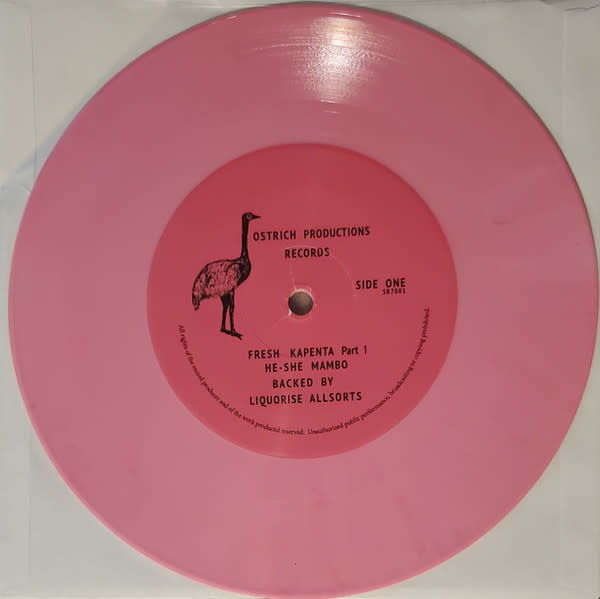 OSTRICH PRODUCTIONS
RECORDS
SIDE ONE
SR7001
FRESH KAPENTA Part 1
HE-SHE MAMBO
BACKED BY
LIQUORISE ALLSORTS
All rights of the record producer and of the work produced reserved. Unauthorized public performance, broadcasting or copying prohibited.